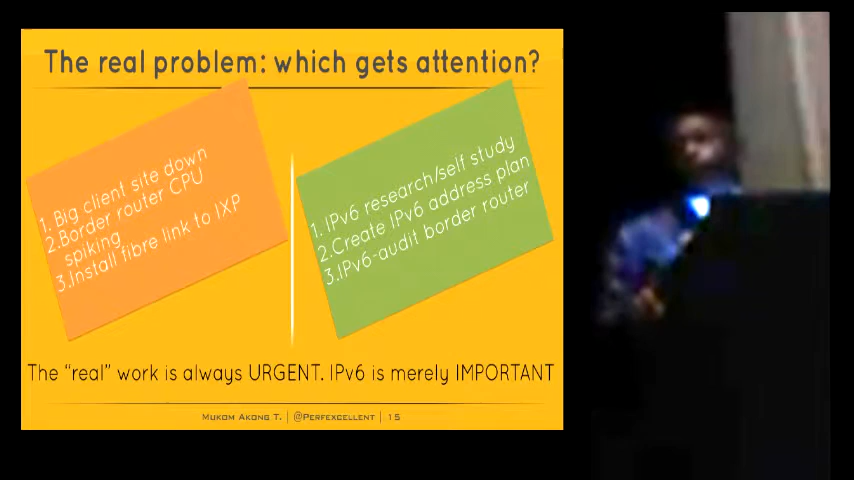 The real problem: which gets attention?
1. Big client site down
2.Border router CPU
spiking
3.Install fibre link to IXP
1. IPv6 research/self study
2.Create IPv6 address plan
3.IPv6-audit border router
The "real" work is always URGENT. IPv6 is merely IMPORTANT
Mukom Akong T. | @Perfexcellent | 15